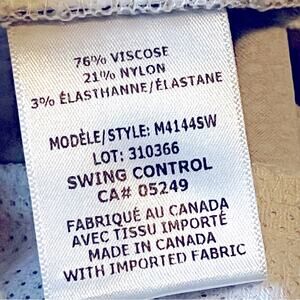 76% VISCOSE
21% NYLON
3% ÉLASTHANNE/ÉLASTANE
MODÈLE/STYLE: M4144SW
LOT: 310366
SWING CONTROL
CA# 05249
FABRIQUÉ AU CANADA
AVEC TISSU IMPORTÉ
MADE IN CANADA
WITH IMPORTED FABRIC